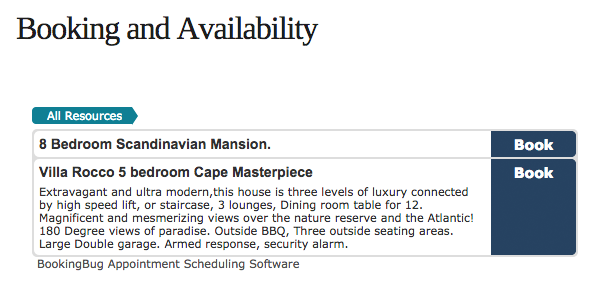 Booking and Availability
All Resources
8 Bedroom Scandinavian Mansion.
Book
Villa Rocco 5 bedroom Cape Masterpiece
Book
Extravagant and ultra modern,this house is three levels of luxury connected
by high speed lift, or staircase, 3 lounges, Dining room table for 12.
Magnificent and mesmerizing views over the nature reserve and the Atlantic!
180 Degree views of paradise. Outside BBQ, Three outside seating areas.
Large Double garage. Armed response, security alarm.
BookingBug Appointment Scheduling Software